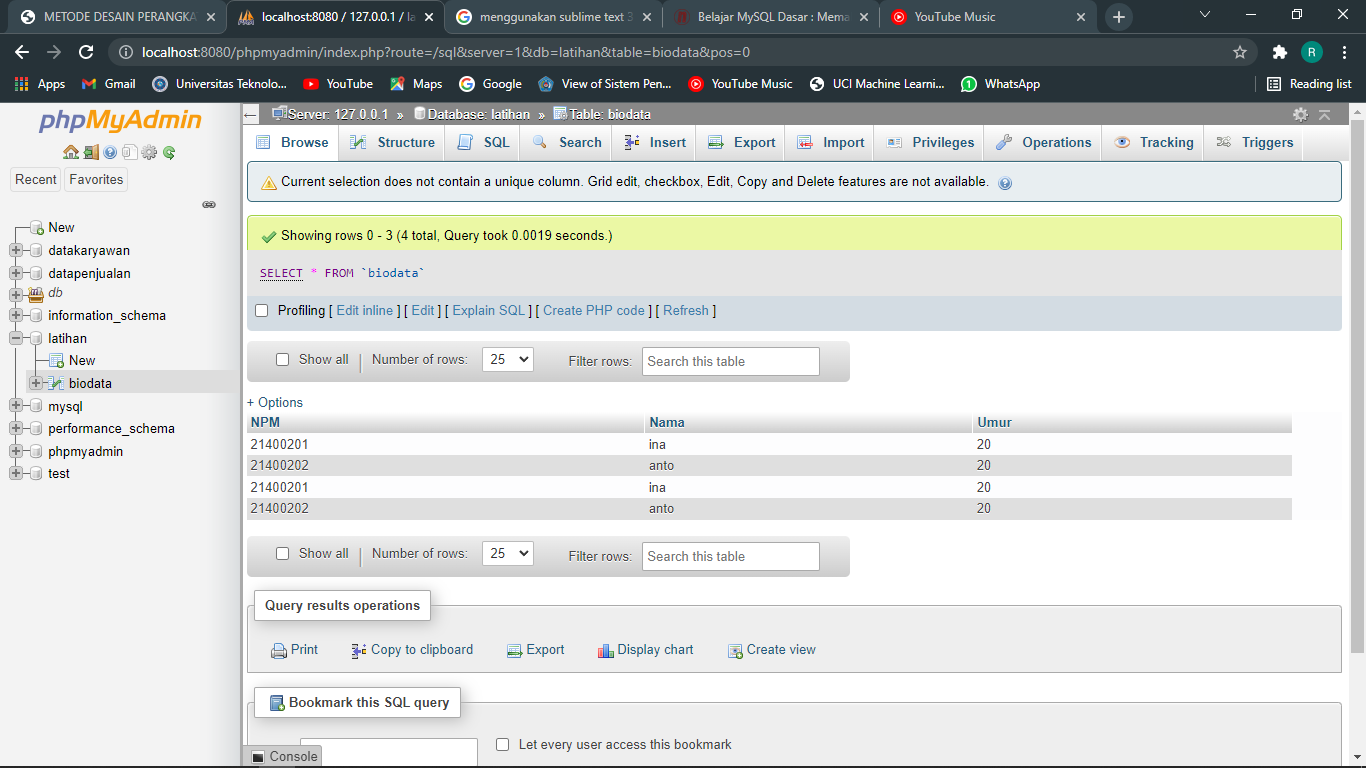 METODE DESAIN PERANGKA
localhost:8080 / 127.0.0.1 / la
menggunakan sublime text 3
Belajar MySQL Dasar : Mema
YouTube Music
localhost:8080/phpmyadmin/index.php?route=/sql&server=1&db=latihan&table=biodata&pos=0
R
Apps
Gmail
Universitas Teknolo...
YouTube
Maps
Google
View of Sistem Pen...
YouTube Music
UCI Machine Learni...
WhatsApp
Reading list
phpMyAdmin
Recent
Favorites
New
datakaryawan
datapenjualan
db
information_schema
latihan
New
biodata
mysql
performance_schema
phpmyadmin
test
Server: 127.0.0.1 » Database: latihan » Table: biodata
Browse
Structure
SQL
Search
Insert
Export
Import
Privileges
Operations
Tracking
Triggers
Current selection does not contain a unique column. Grid edit, checkbox, Edit, Copy and Delete features are not available.
Showing rows 0 - 3 (4 total, Query took 0.0019 seconds.)
SELECT * FROM `biodata`
Profiling [ Edit inline ] [ Edit ] [ Explain SQL ] [ Create PHP code ] [ Refresh ]
Show all | Number of rows: 25 Filter rows: Search this table
+ Options
NPM Nama Umur
21400201 ina 20
21400202 anto 20
21400201 ina 20
21400202 anto 20
Show all | Number of rows: 25 Filter rows: Search this table
Query results operations
Print
Copy to clipboard
Export
Display chart
Create view
Bookmark this SQL query
Let every user access this bookmark
Console